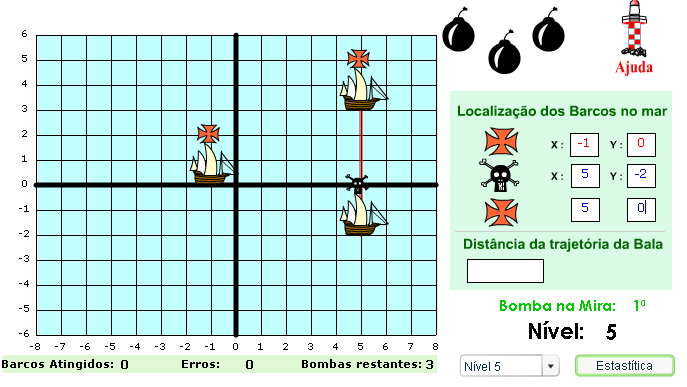 6
5
4
3
2
1
0
-1
-2
-3
-4
-5
-6
-8 -7 -6 -5 -4 -3 -2 -1 0 1 2 3 4 5 6 7 8
Barcos Atingidos: 0 Erros: 0 Bombas restantes: 3
Ajuda
Localização dos Barcos no mar
X : -1 Y : 0
X : 5 Y : -2
5 0
Distância da trajetória da Bala
Bomba na Mira: 1ª
Nível: 5
Nível 5 Estastítica